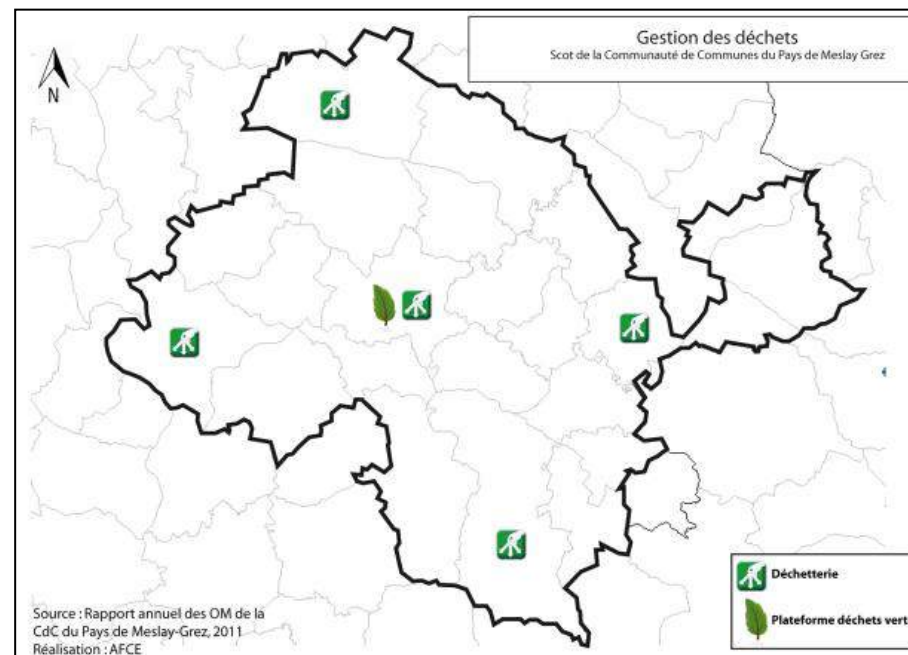 Gestion des déchets
Scot de la Communauté de Communes du Pays de Meslay Grez
N
Déchetterie
Plateforme déchets vert
Source : Rapport annuel des OM de la
CdC du Pays de Meslay-Grez, 2011
Réalisation : AFCE